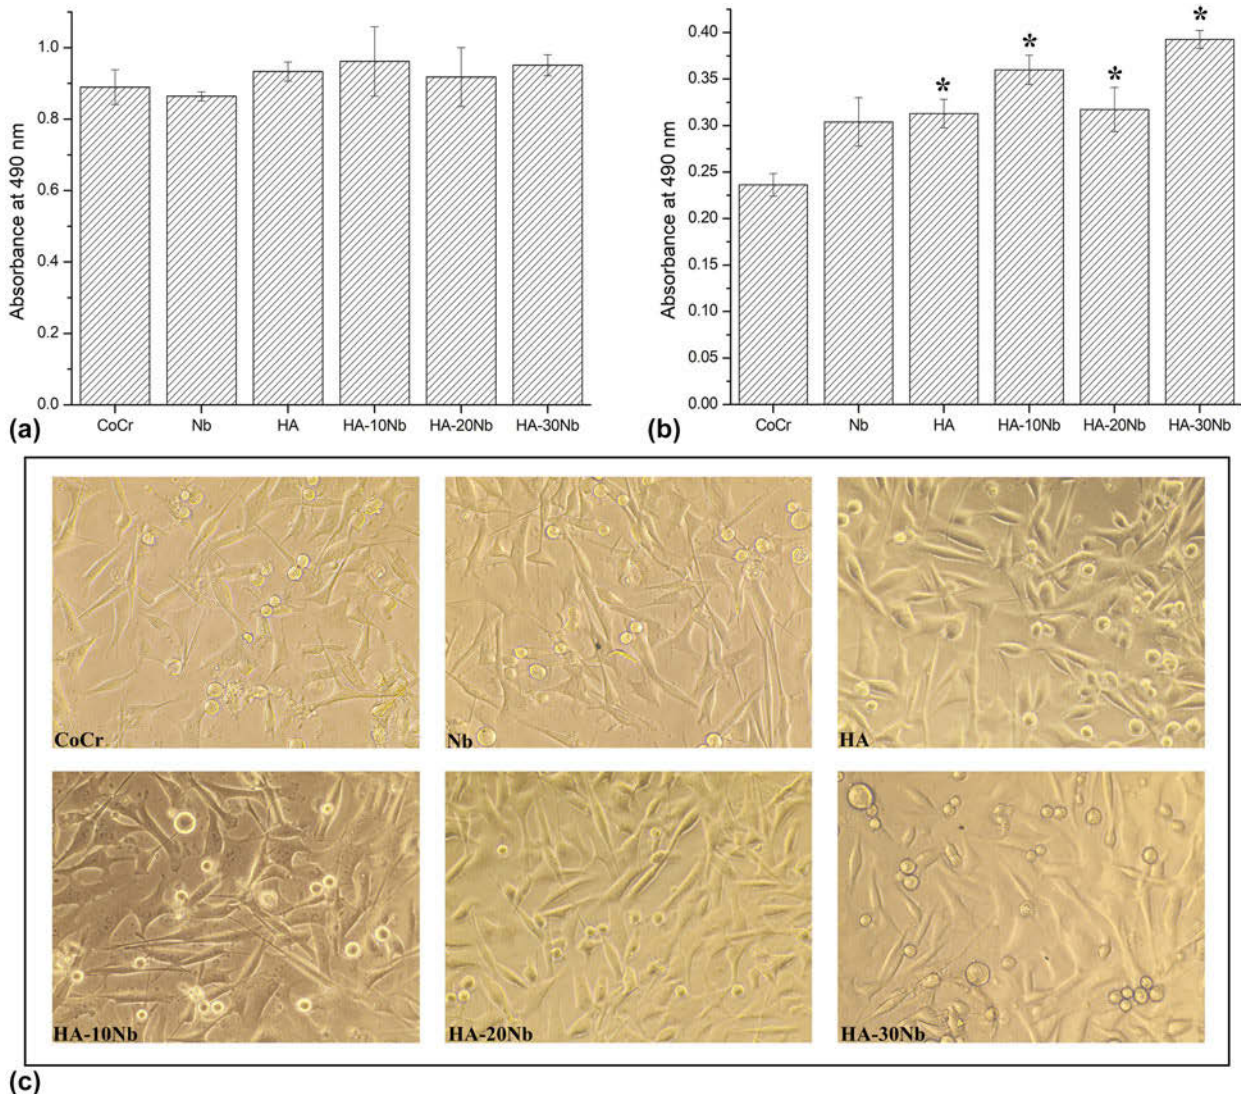 Absorbance at 490 nm
1.0
0.8
0.6
0.4
0.2
0.0
CoCr Nb HA HA-10Nb HA-20Nb HA-30Nb
(a)
Absorbance at 490 nm
0.40
0.35
0.30
0.25
0.20
0.15
0.10
0.05
0.00
* * * *
CoCr Nb HA HA-10Nb HA-20Nb HA-30Nb
(b)
CoCr
Nb
HA
HA-10Nb
HA-20Nb
HA-30Nb
(c)